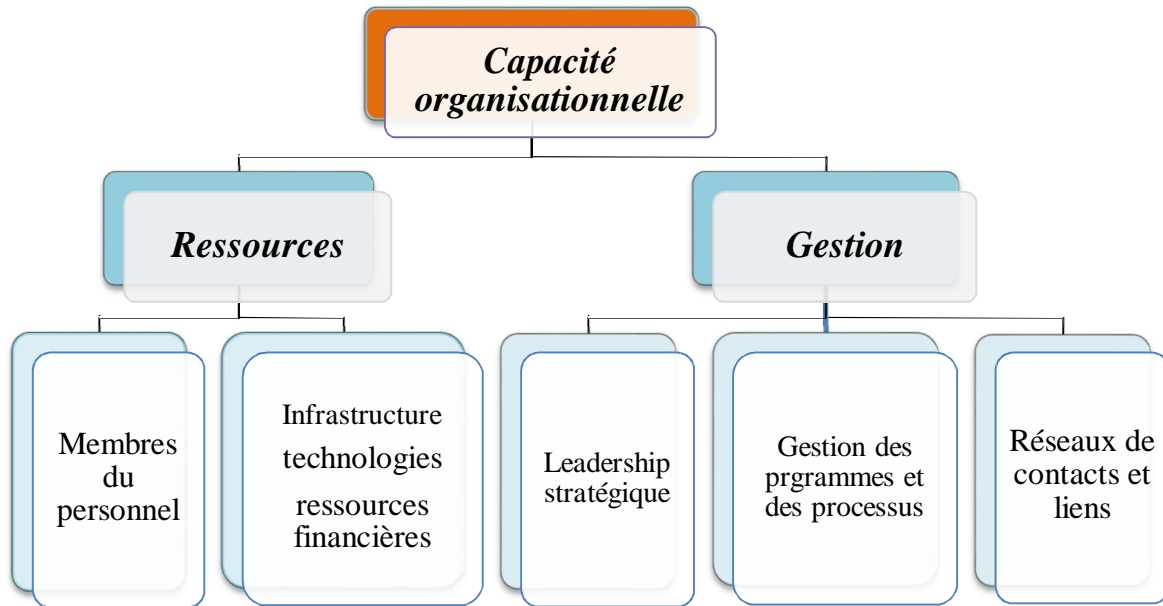 Capacité
organisationnelle
Ressources
Gestion
Membres
du
personnel
Infrastructure
technologies
ressources
financières
Leadership
stratégique
Gestion des
prgrammes et
des processus
Réseaux de
contacts et
liens